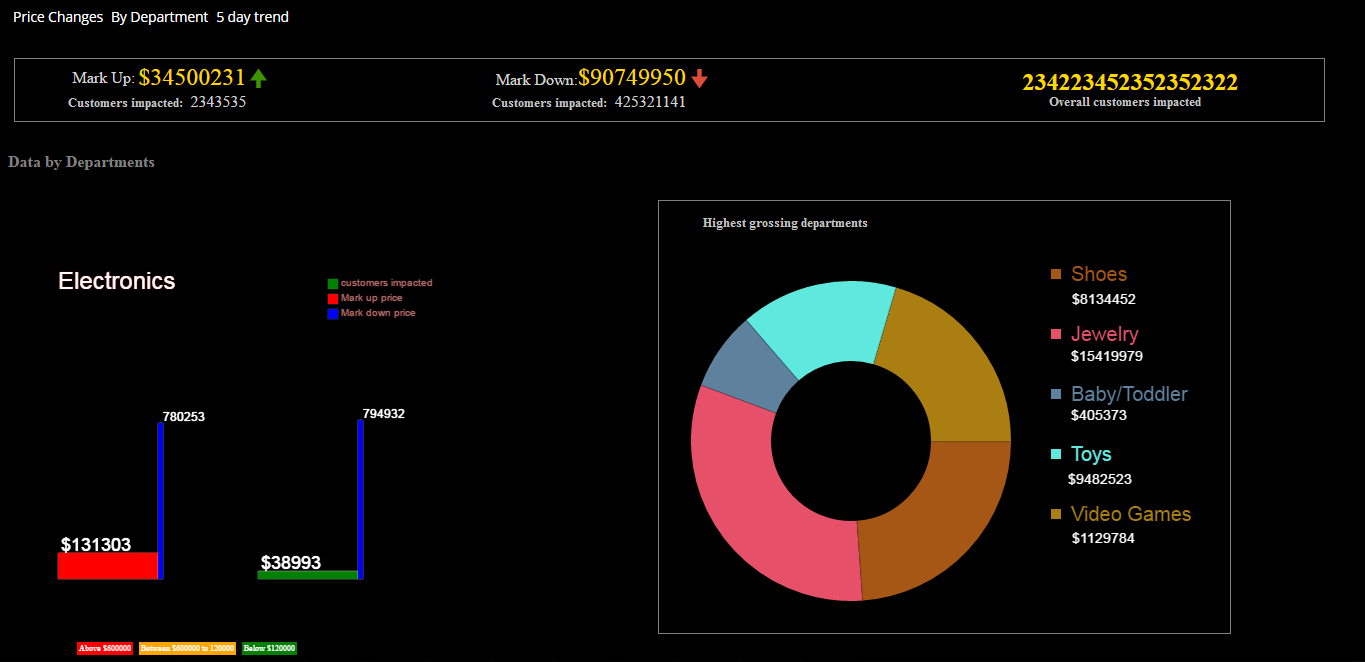 Price Changes By Department 5 day trend
Mark Up: $34500231
Customers impacted: 2343535
Mark Down:$90749950
Customers impacted: 425321141
234223452352352322
Overall customers impacted
Data by Departments
Electronics
customers impacted
Mark up price
Mark down price
780253
$131303
794932
$38993
Above $600000
Between $600000 to 120000
Below $120000
Highest grossing departments
Shoes
$8134452
Jewelry
$15419979
Baby/Toddler
$405373
Toys
$9482523
Video Games
$1129784